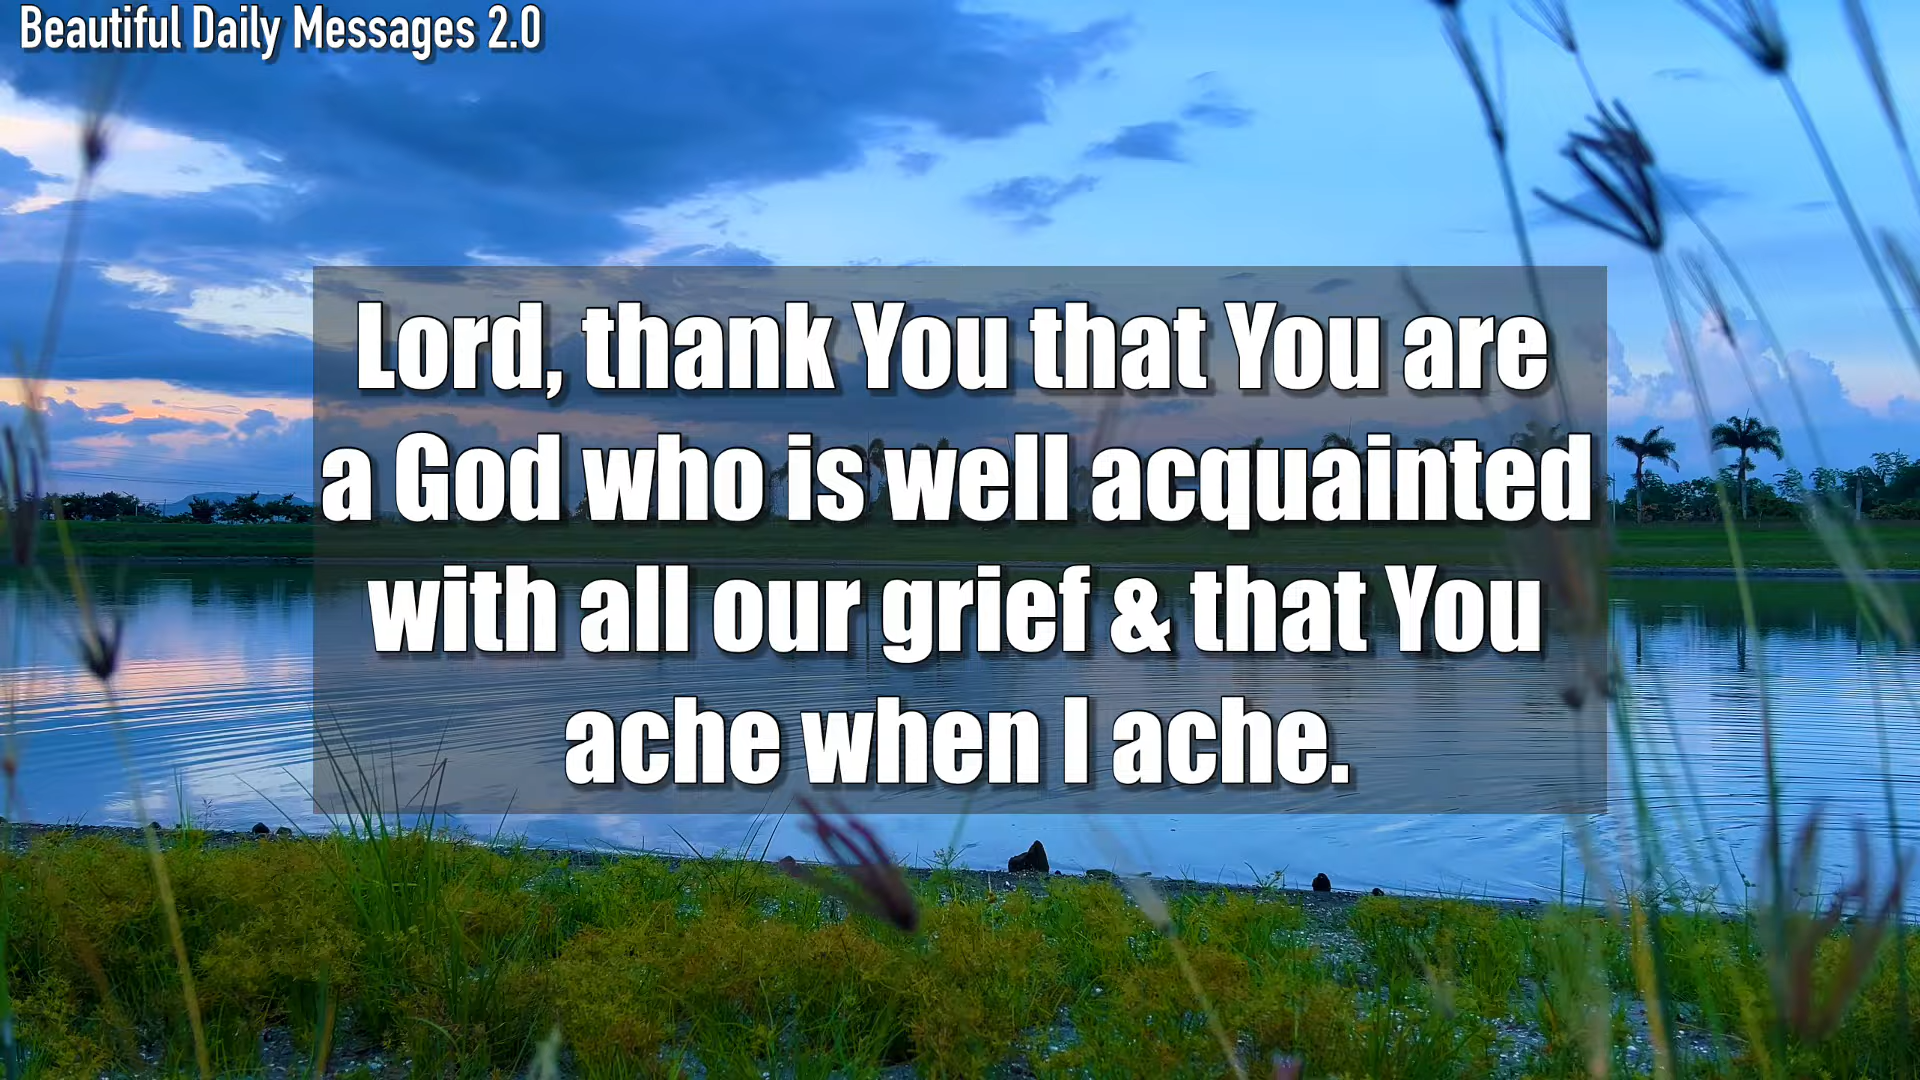 Beautiful Daily Messages 2.0
Lord, thank You that You are
a God who is well acquainted
with all our grief & that You
ache when I ache.